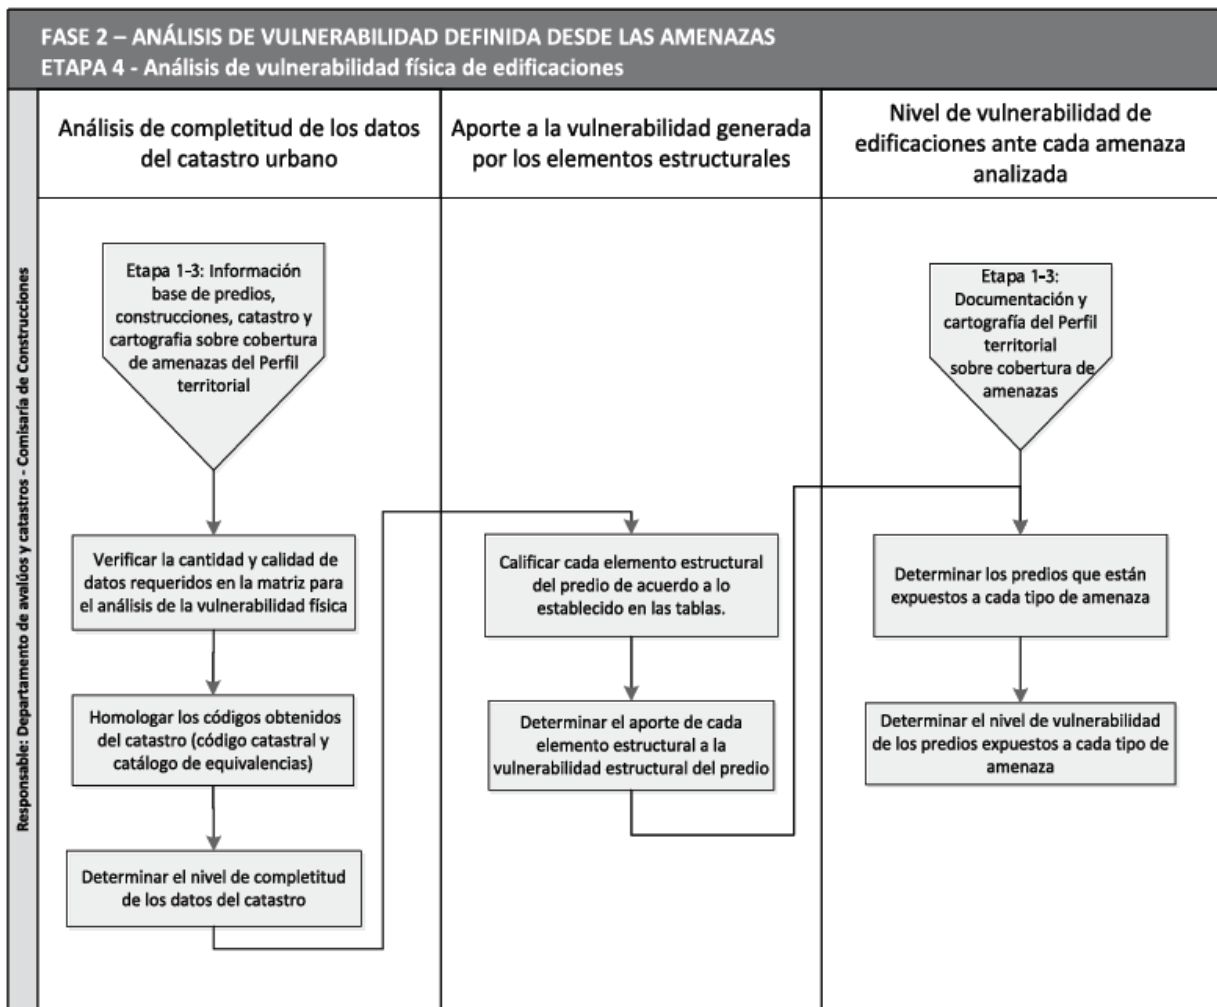 FASE 2 – ANÁLISIS DE VULNERABILIDAD DEFINIDA DESDE LAS AMENAZAS
ETAPA 4 - Análisis de vulnerabilidad física de edificaciones
Responsable: Departamento de avalúos y catastros - Comisaría de Construcciones
Análisis de completitud de los datos
del catastro urbano
Etapa 1-3: Información
base de predios,
construcciones, catastro y
cartografia sobre cobertura
de amenazas del Perfil
territorial
Verificar la cantidad y calidad de
datos requeridos en la matriz para
el análisis de la vulnerabilidad física
Homologar los códigos obtenidos
del catastro (código catastral y
catálogo de equivalencias)
Determinar el nivel de completitud
de los datos del catastro
Aporte a la vulnerabilidad generada
por los elementos estructurales
Calificar cada elemento estructural
del predio de acuerdo a lo
establecido en las tablas.
Determinar el aporte de cada
elemento estructural a la
vulnerabilidad estructural del predio
Nivel de vulnerabilidad de
edificaciones ante cada amenaza
analizada
Etapa 1-3:
Documentación y
cartografía del Perfil
territorial
sobre cobertura de
amenazas
Determinar los predios que están
expuestos a cada tipo de amenaza
Determinar el nivel de vulnerabilidad
de los predios expuestos a cada tipo de
amenaza